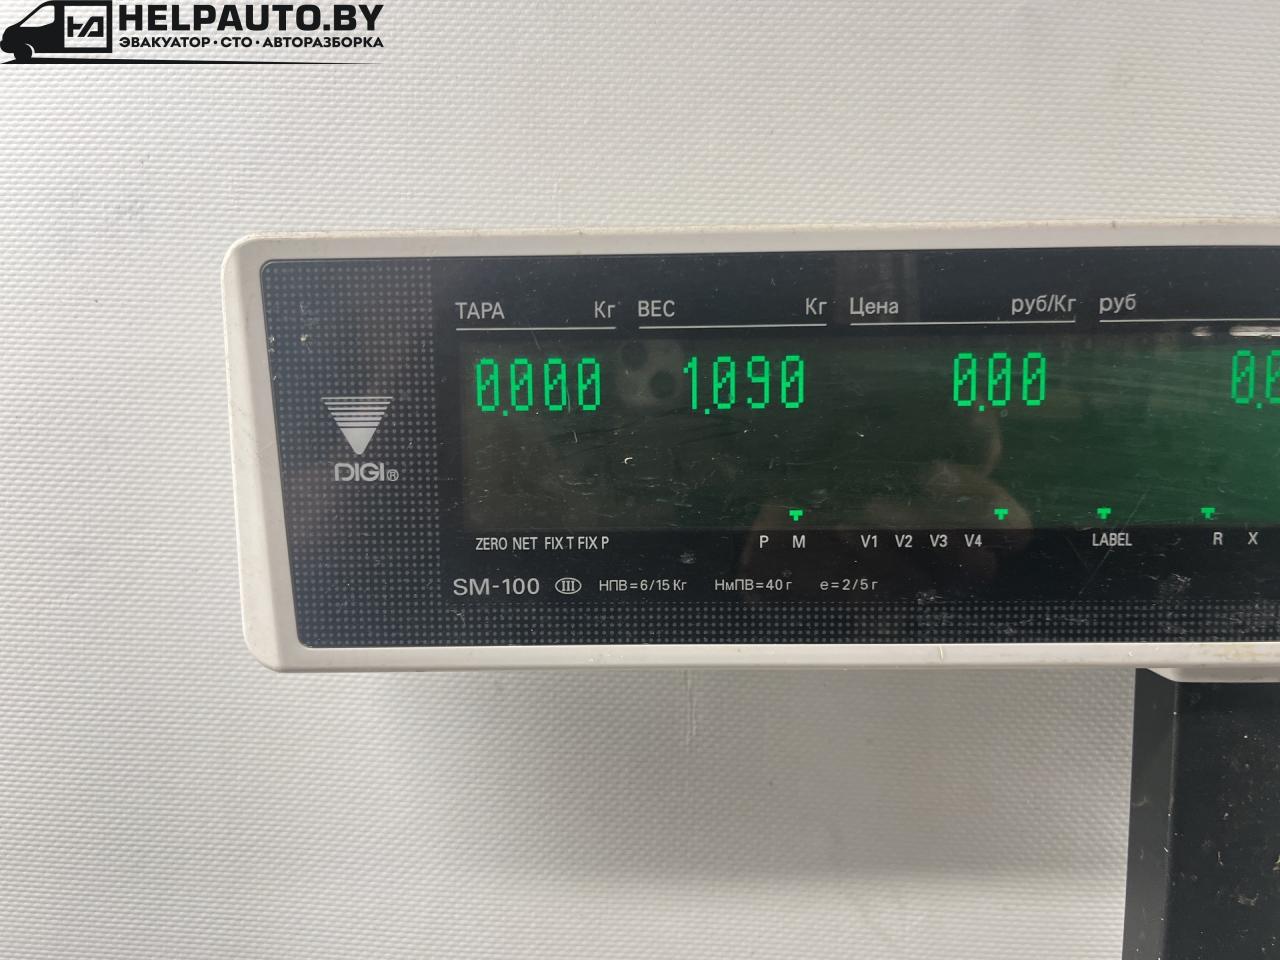 HELPAUTO.BY
ЭВАКУАТОР • СТО • АВТОРАЗБОРКА
ТАРА Кг ВЕС Кг Цена руб/Кг руб
0.000 1.090 0.00
DIGI®
ZERO NET FIX T FIX P P M V1 V2 V3 V4 LABEL R X
SM-100 III НПВ=6/15 Кг НмПВ=40 г e=2/5 г